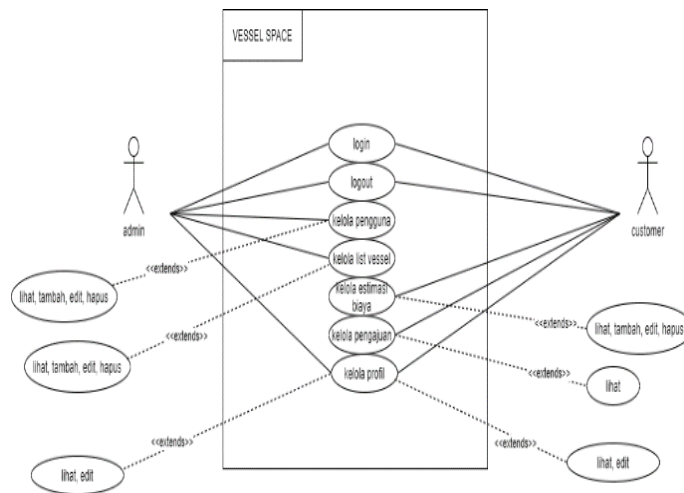 VESSEL SPACE
login
logout
admin
customer
kelola pengguna
kelola list vessel
<<extends>>
kelola estimasi
biaya
lihat, tambah, edit, hapus
<<extends>>
<<extends>>
kelola pengajuan
lihat, tambah, edit, hapus
lihat, tambah, edit, hapus
<<extends>>
kelola profil
<<extends>>
lihat
<<extends>>
<<extends>>
lihat, edit
lihat, edit